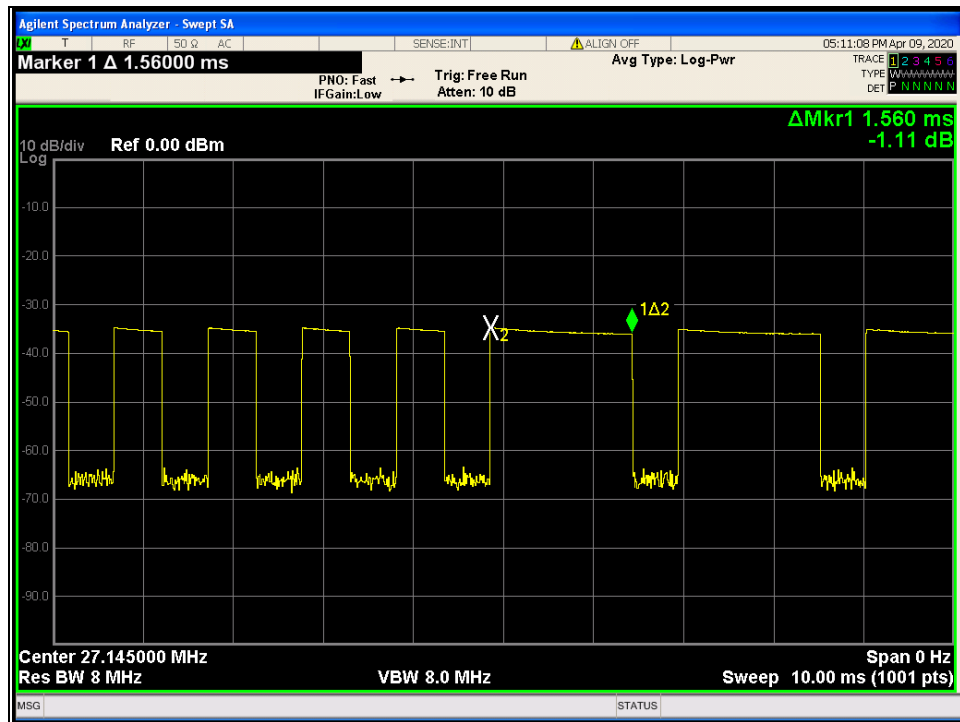 Agilent Spectrum Analyzer - Swept SA
LXI T RF 50 Ω AC SENSE:INT ALIGN OFF 05:11:08 PM Apr 09, 2020
Marker 1 Δ 1.56000 ms Avg Type: Log-Pwr TRACE 1 2 3 4 5 6
PNO: Fast Trig: Free Run TYPE W
IFGain:Low Atten: 10 dB DET P N N N N N
ΔMkr1 1.560 ms
10 dB/div Ref 0.00 dBm -1.11 dB
Log
-10.0
-20.0
-30.0
1Δ2
X2
-40.0
-50.0
-60.0
-70.0
-80.0
-90.0
Center 27.145000 MHz Span 0 Hz
Res BW 8 MHz VBW 8.0 MHz Sweep 10.00 ms (1001 pts)
MSG STATUS